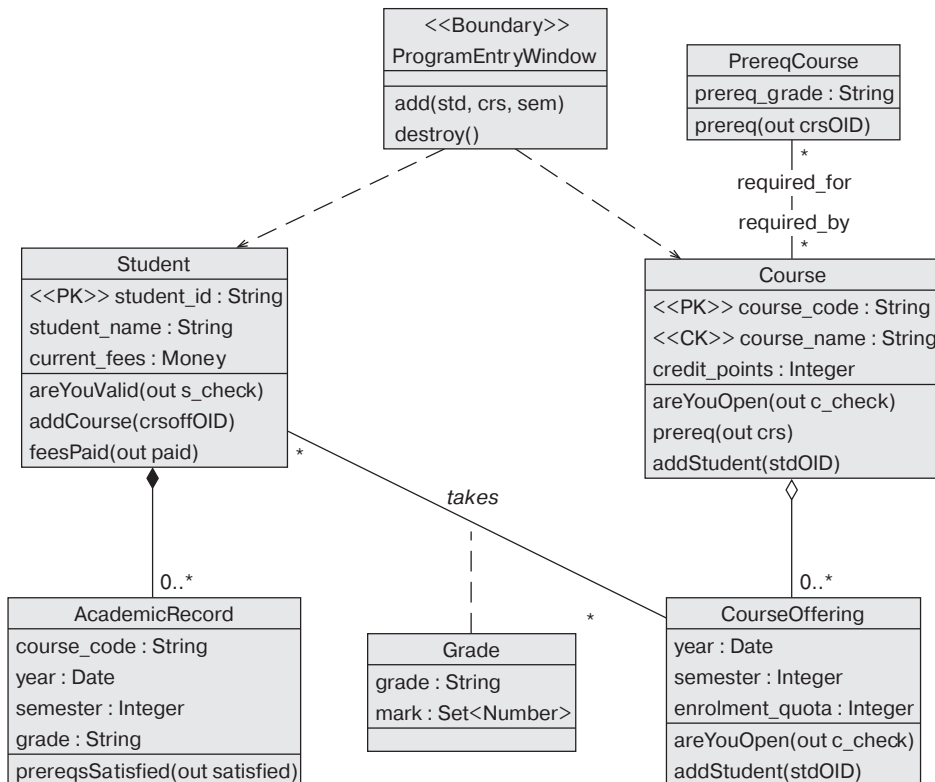 <<Boundary>>
ProgramEntryWindow
add(std, crs, sem)
destroy()
PrereqCourse
prereq_grade : String
prereq(out crsOID)
*
required_for
required_by
*
Student
<<PK>> student_id : String
student_name : String
current_fees : Money
areYouValid(out s_check)
addCourse(crsoffOID)
feesPaid(out paid)
Course
<<PK>> course_code : String
<<CK>> course_name : String
credit_points : Integer
areYouOpen(out c_check)
prereq(out crs)
addStudent(stdOID)
*
takes
*
0..*
0..*
AcademicRecord
course_code : String
year : Date
semester : Integer
grade : String
prereqsSatisfied(out satisfied)
Grade
grade : String
mark : Set<Number>
CourseOffering
year : Date
semester : Integer
enrolment_quota : Integer
areYouOpen(out c_check)
addStudent(stdOID)